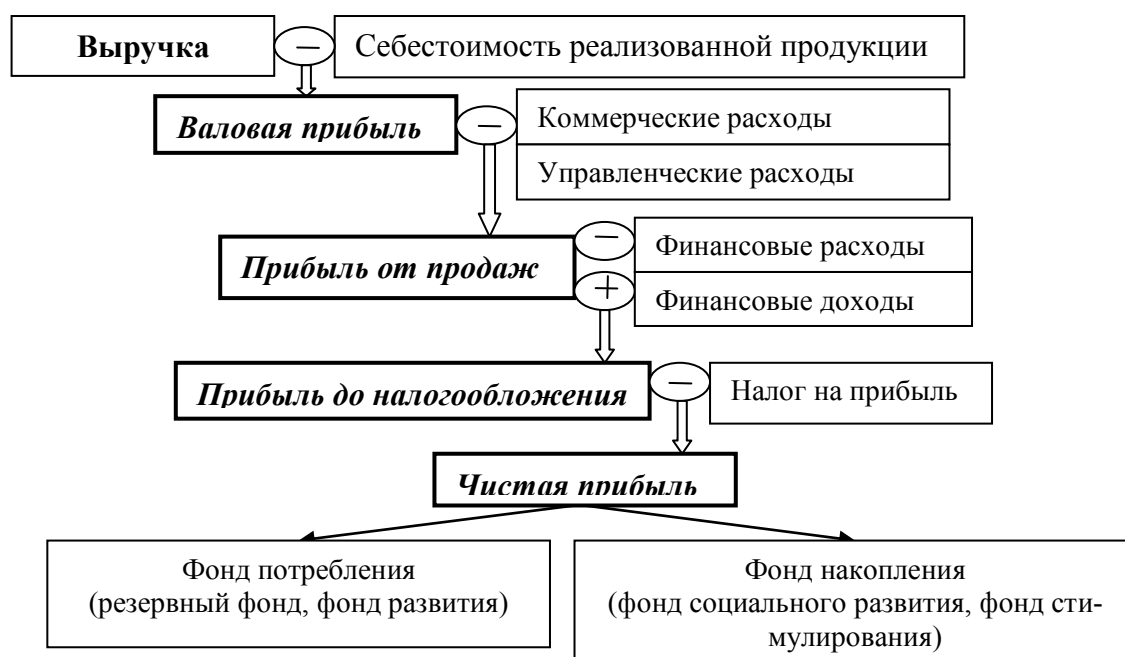 Выручка
−
Себестоимость реализованной продукции
Валовая прибыль
−
Коммерческие расходы
Управленческие расходы
Прибыль от продаж
−
Финансовые расходы
+
Финансовые доходы
Прибыль до налогообложения
−
Налог на прибыль
Чистая прибыль
Фонд потребления
(резервный фонд, фонд развития)
Фонд накопления
(фонд социального развития, фонд сти-
мулирования)